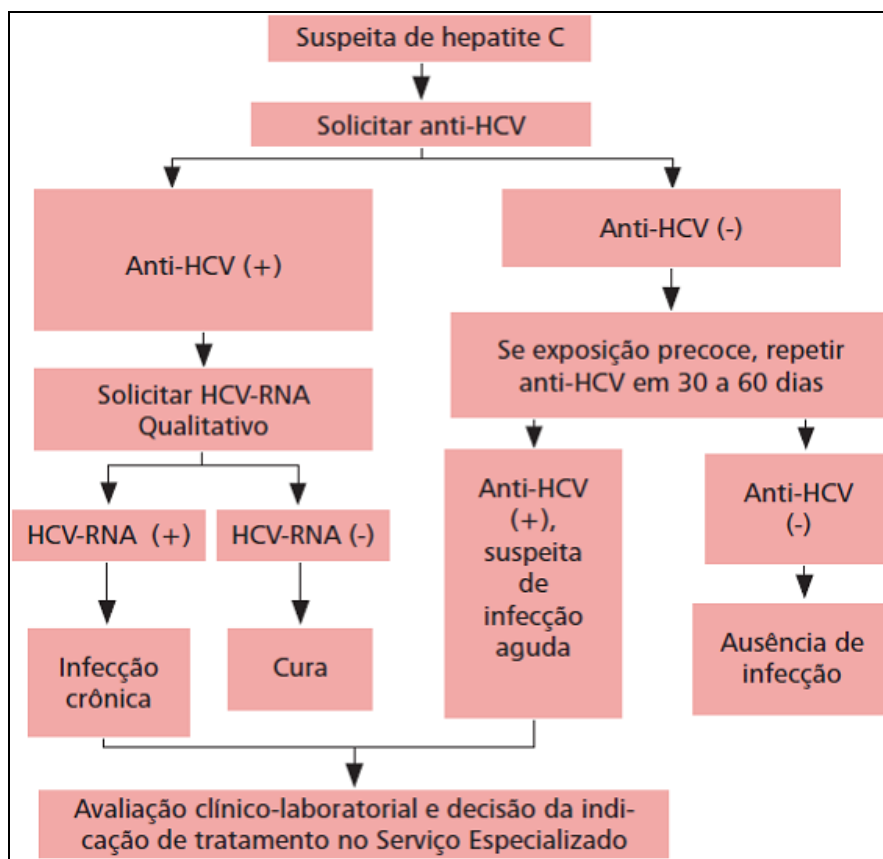 Suspeita de hepatite C
Solicitar anti-HCV
Anti-HCV (+)
Anti-HCV (-)
Se exposição precoce, repetir
anti-HCV em 30 a 60 dias
Solicitar HCV-RNA
Qualitativo
HCV-RNA (+)
HCV-RNA (-)
Anti-HCV
(+),
suspeita
de
infecção
aguda
Anti-HCV
(-)
Infecção
crônica
Cura
Ausência de
infecção
Avaliação clínico-laboratorial e decisão da indi-
cação de tratamento no Serviço Especializado